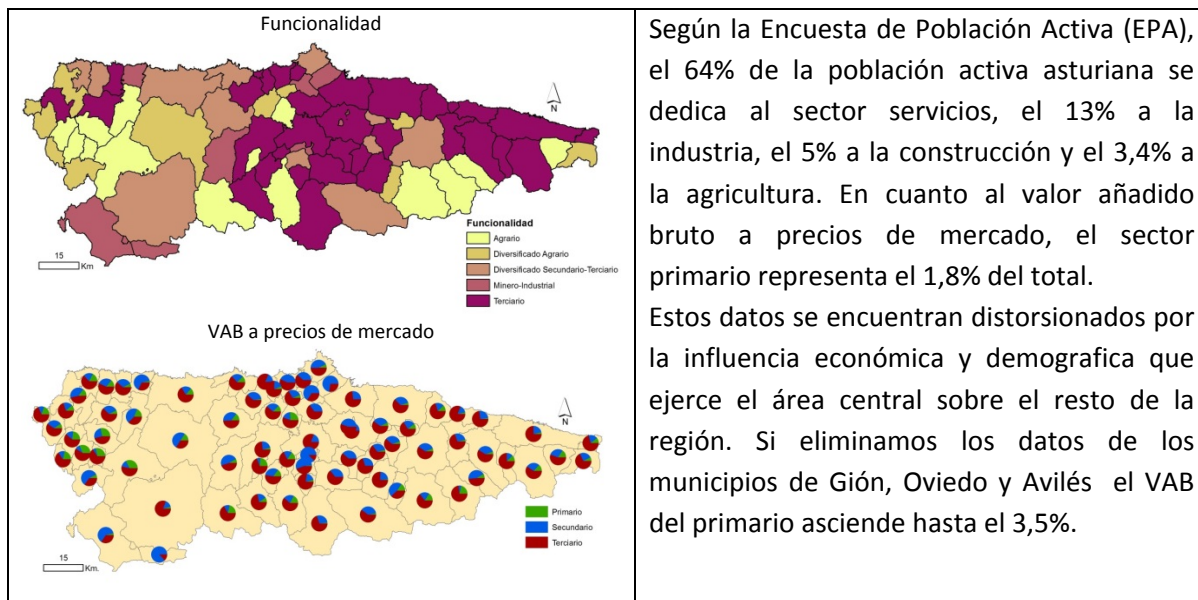 Funcionalidad
N
Funcionalidad
Agrario
Diversificado Agrario
Diversificado Secundario-Terciario
Minero-Industrial
Terciario
15
Km
VAB a precios de mercado
N
Primario
Secundario
Terciario
15
Km.
Según la Encuesta de Población Activa (EPA),
el 64% de la población activa asturiana se
dedica al sector servicios, el 13% a la
industria, el 5% a la construcción y el 3,4% a
la agricultura. En cuanto al valor añadido
bruto a precios de mercado, el sector
primario representa el 1,8% del total.
Estos datos se encuentran distorsionados por
la influencia económica y demografica que
ejerce el área central sobre el resto de la
región. Si eliminamos los datos de los
municipios de Gión, Oviedo y Avilés el VAB
del primario asciende hasta el 3,5%.